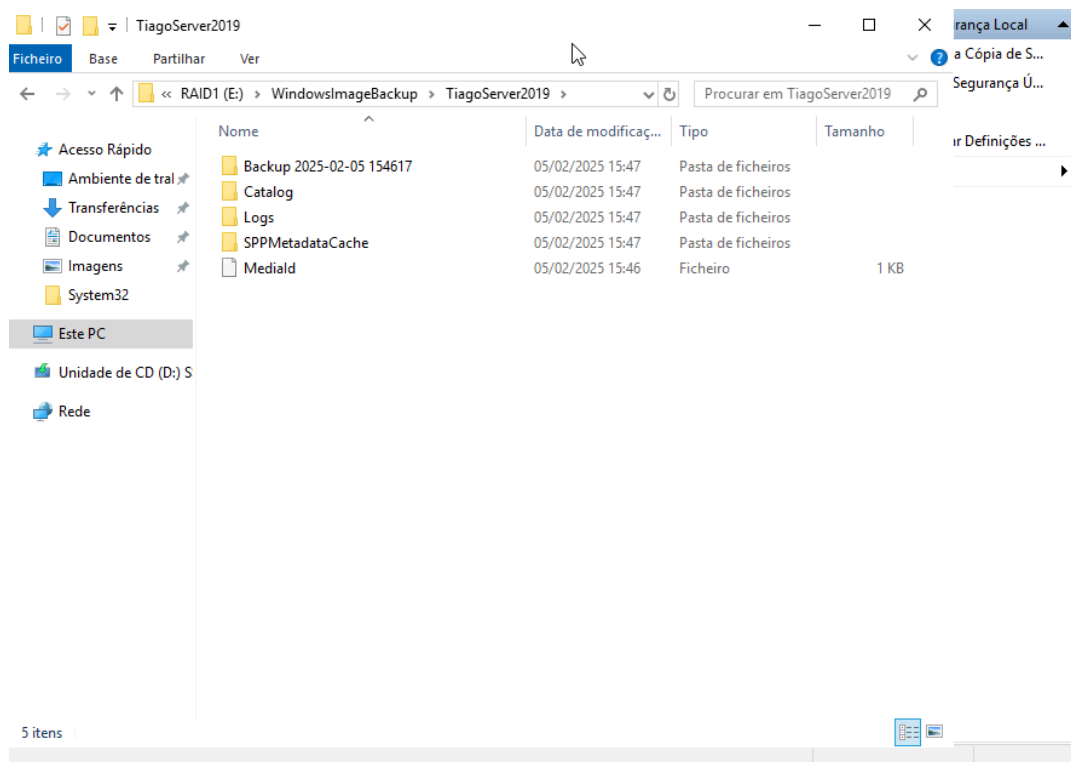 TiagoServer2019
rança Local
Ficheiro Base Partilhar Ver
a Cópia de S...
Segurança Ú...
« RAID1 (E:) > WindowsImageBackup > TiagoServer2019 >
Procurar em TiagoServer2019
Nome Data de modificaç... Tipo Tamanho
ar Definições ...
Acesso Rápido
Ambiente de tral
Transferências
Documentos
Imagens
System32
Este PC
Unidade de CD (D:) S
Rede
Backup 2025-02-05 154617 05/02/2025 15:47 Pasta de ficheiros
Catalog 05/02/2025 15:47 Pasta de ficheiros
Logs 05/02/2025 15:47 Pasta de ficheiros
SPPMetadataCache 05/02/2025 15:47 Pasta de ficheiros
MediaId 05/02/2025 15:46 Ficheiro 1 KB
5 itens